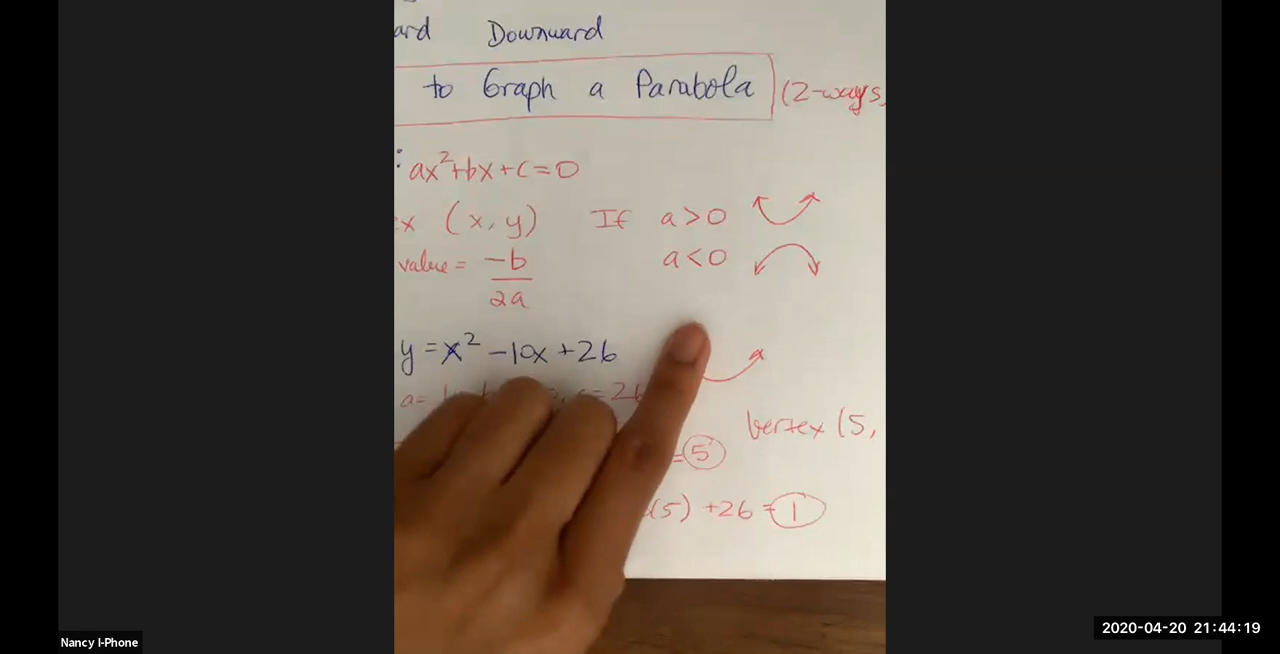 ard Downward
to Graph a Parabola (2-ways
: ax²+bx+c=0
x (x, y) If a>0
value = -b/2a a<0
y = x² -10x +26
a= = 26
Vertex (5,
= 5
(5) +26 = 1
Nancy I-Phone
2020-04-20 21:44:19